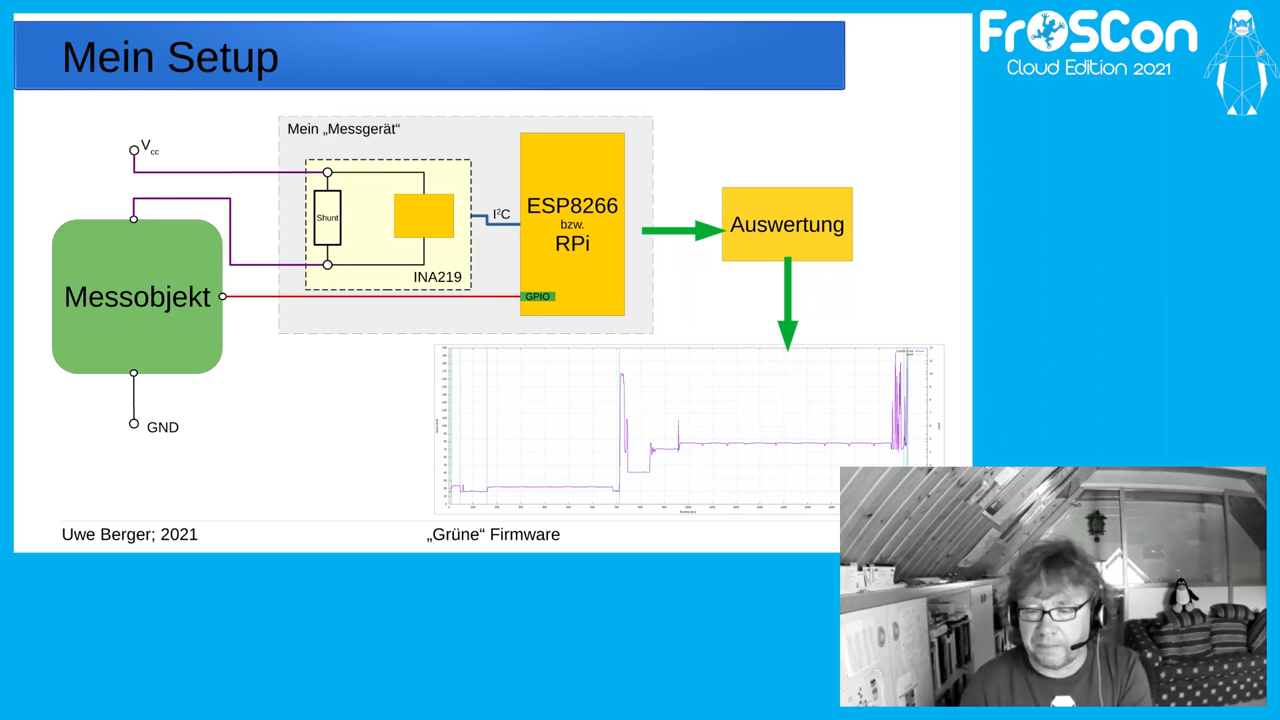 Mein Setup
FrOSCon
Cloud Edition 2021
Mein „Messgerät“
Vcc
Shunt
I²C
ESP8266
bzw.
RPi
Auswertung
INA219
GPIO
Messobjekt
GND
Uwe Berger; 2021
„Grüne“ Firmware